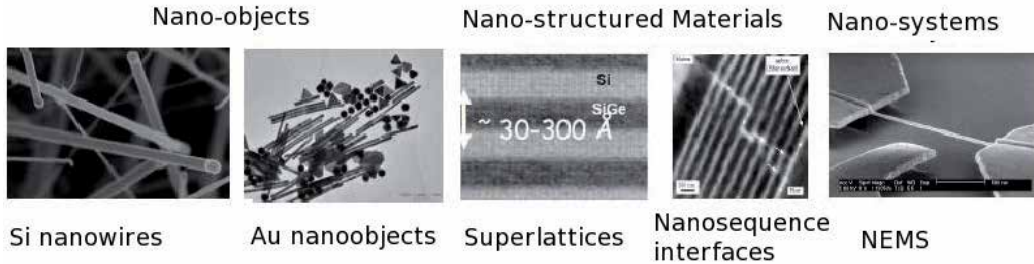 Nano-objects
Nano-structured Materials
Nano-systems
Si
SiGe
~ 30-300 Å
Si nanowires
Au nanoobjects
Superlattices
Nanosequence
interfaces
NEMS